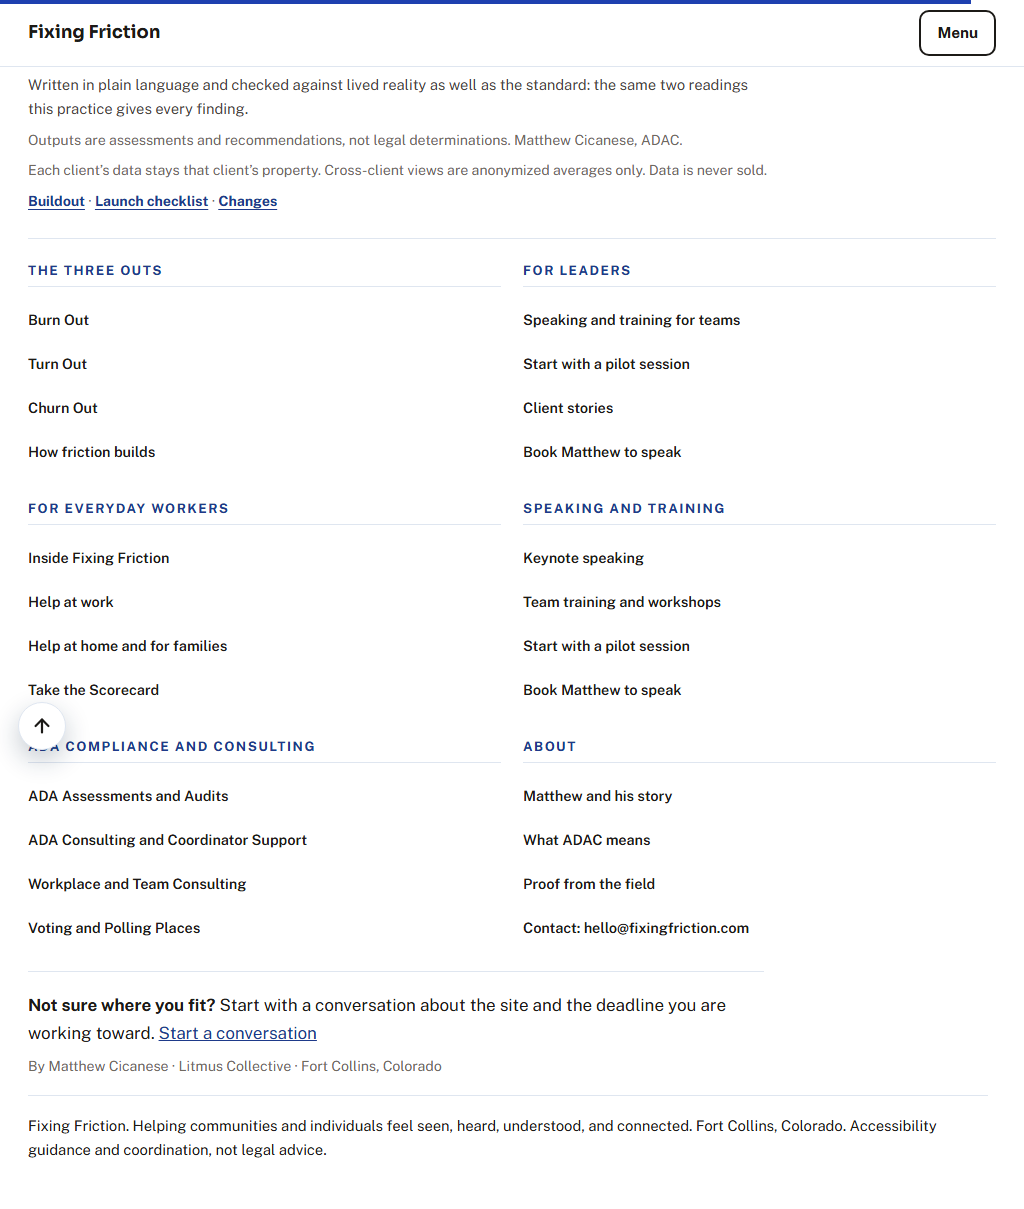 Fixing Friction
Menu
Written in plain language and checked against lived reality as well as the standard: the same two readings
this practice gives every finding.
Outputs are assessments and recommendations, not legal determinations. Matthew Cicanese, ADAC.
Each client's data stays that client's property. Cross-client views are anonymized averages only. Data is never sold.
Buildout · Launch checklist · Changes
THE THREE OUTS
Burn Out
Turn Out
Churn Out
How friction builds
FOR LEADERS
Speaking and training for teams
Start with a pilot session
Client stories
Book Matthew to speak
FOR EVERYDAY WORKERS
Inside Fixing Friction
Help at work
Help at home and for families
Take the Scorecard
SPEAKING AND TRAINING
Keynote speaking
Team training and workshops
Start with a pilot session
Book Matthew to speak
ADA COMPLIANCE AND CONSULTING
ADA Assessments and Audits
ADA Consulting and Coordinator Support
Workplace and Team Consulting
Voting and Polling Places
ABOUT
Matthew and his story
What ADAC means
Proof from the field
Contact: hello@fixingfriction.com
Not sure where you fit? Start with a conversation about the site and the deadline you are
working toward. Start a conversation
By Matthew Cicanese · Litmus Collective · Fort Collins, Colorado
Fixing Friction. Helping communities and individuals feel seen, heard, understood, and connected. Fort Collins, Colorado. Accessibility
guidance and coordination, not legal advice.